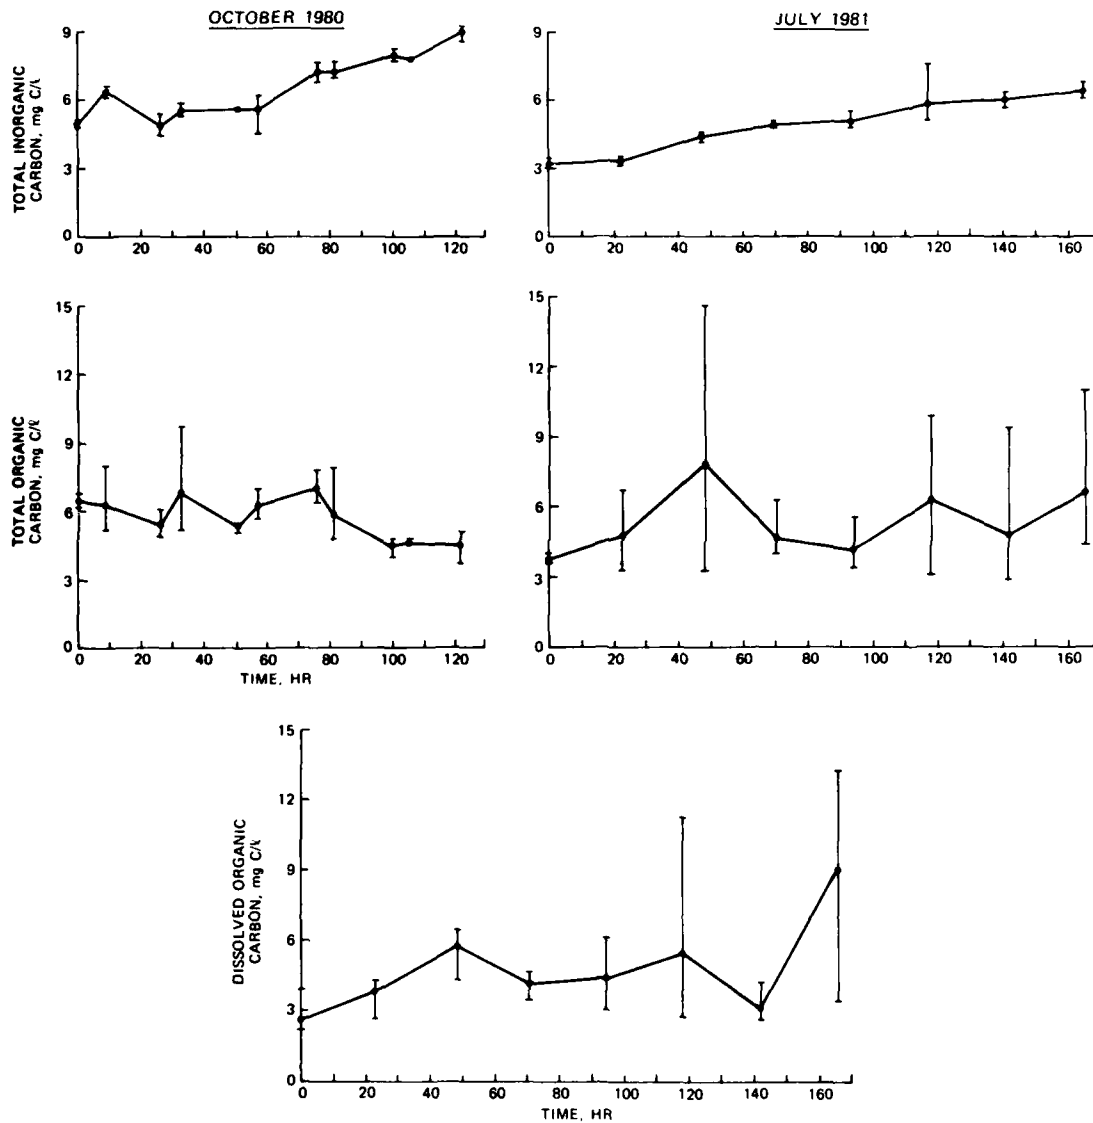 OCTOBER 1980
JULY 1981
TOTAL INORGANIC
CARBON, mg C/ℓ
9
6
3
0
0 20 40 60 80 100 120
9
6
3
0
0 20 40 60 80 100 120 140 160
TOTAL ORGANIC
CARBON, mg C/ℓ
15
12
9
6
3
0
0 20 40 60 80 100 120
TIME, HR
15
12
9
6
3
0
0 20 40 60 80 100 120 140 160
DISSOLVED ORGANIC
CARBON, mg C/ℓ
15
12
9
6
3
0
0 20 40 60 80 100 120 140 160
TIME, HR